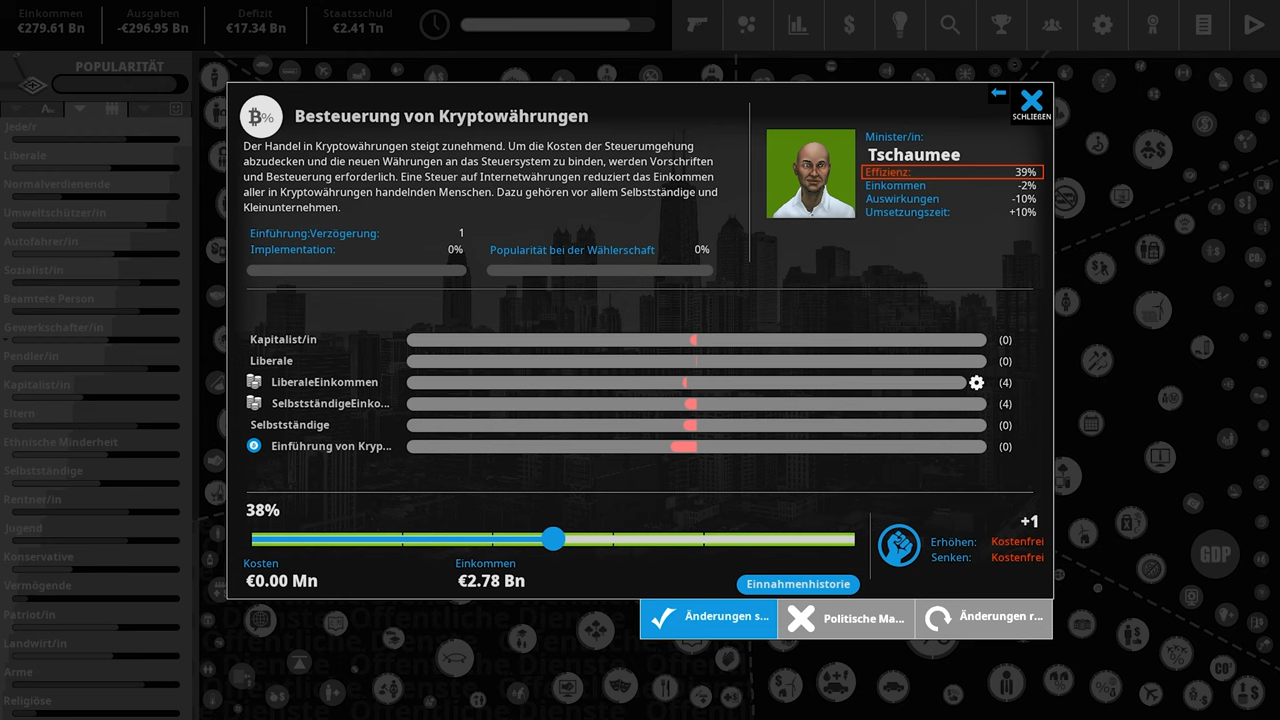 Einkommen
€279.61 Bn
Ausgaben
-€296.95 Bn
Defizit
€17.34 Bn
Staatsschuld
€2.41 Tn
POPULARITÄT
A...
Jede/r
Liberale
Normalverdienende
Umweltschützer/in
Autofahrer/in
Sozialist/in
Beamtete Person
Gewerkschafter/in
Pendler/in
Kapitalist/in
Eltern
Ethnische Minderheit
Selbstständige
Rentner/in
Jugend
Konservative
Vermögende
Patriot/in
Landwirt/in
Arme
Religiöse
Besteuerung von Kryptowährungen
Der Handel in Kryptowährungen steigt zunehmend. Um die Kosten der Steuerumgehung
abzudecken und die neuen Währungen an das Steuersystem zu binden, werden Vorschriften
und Besteuerung erforderlich. Eine Steuer auf Internetwährungen reduziert das Einkommen
aller in Kryptowährungen handelnden Menschen. Dazu gehören vor allem Selbstständige und
Kleinunternehmen.
Einführung:Verzögerung: 1
Implementation: 0%
Popularität bei der Wählerschaft 0%
SCHLIEẞEN
Minister/in:
Tschaumee
Effizienz: 39%
Einkommen -2%
Auswirkungen -10%
Umsetzungszeit: +10%
Kapitalist/in (0)
Liberale (0)
LiberaleEinkommen (4)
SelbstständigeEinko... (4)
Selbstständige (0)
Einführung von Kryp... (0)
38%
Kosten
€0.00 Mn
Einkommen
€2.78 Bn
Einnahmenhistorie
+1
Erhöhen: Kostenfrei
Senken: Kostenfrei
Änderungen s...
Politische Ma...
Änderungen r...
GDP